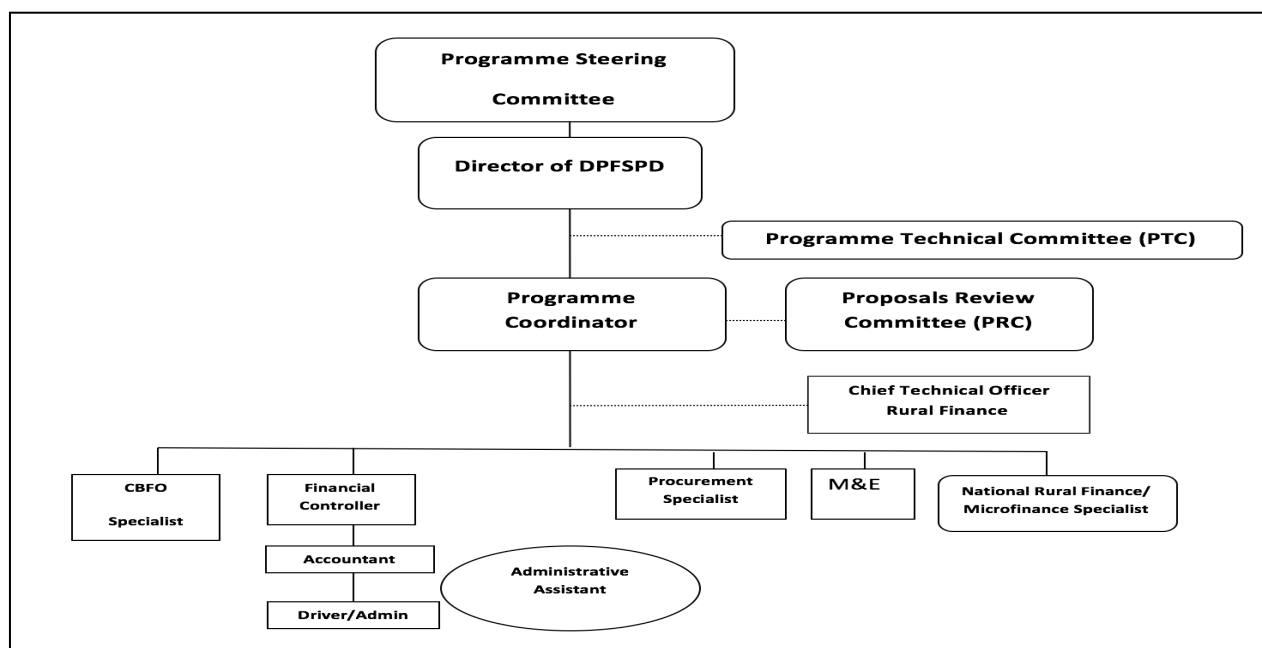 Programme Steering
Committee
Director of DPFSPD
Programme Technical Committee (PTC)
Programme
Coordinator
Proposals Review
Committee (PRC)
Chief Technical Officer
Rural Finance
CBFO
Specialist
Financial
Controller
Procurement
Specialist
M&E
National Rural Finance/
Microfinance Specialist
Accountant
Administrative
Assistant
Driver/Admin